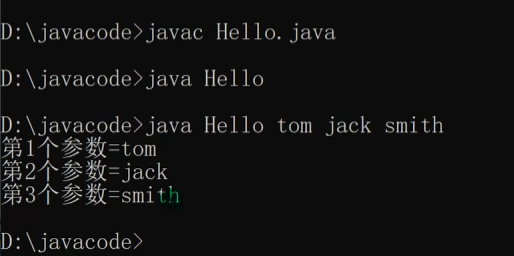 D:\javacode>javac Hello.java
D:\javacode>java Hello
D:\javacode>java Hello tom jack smith
第1个参数=tom
第2个参数=jack
第3个参数=smith
D:\javacode>